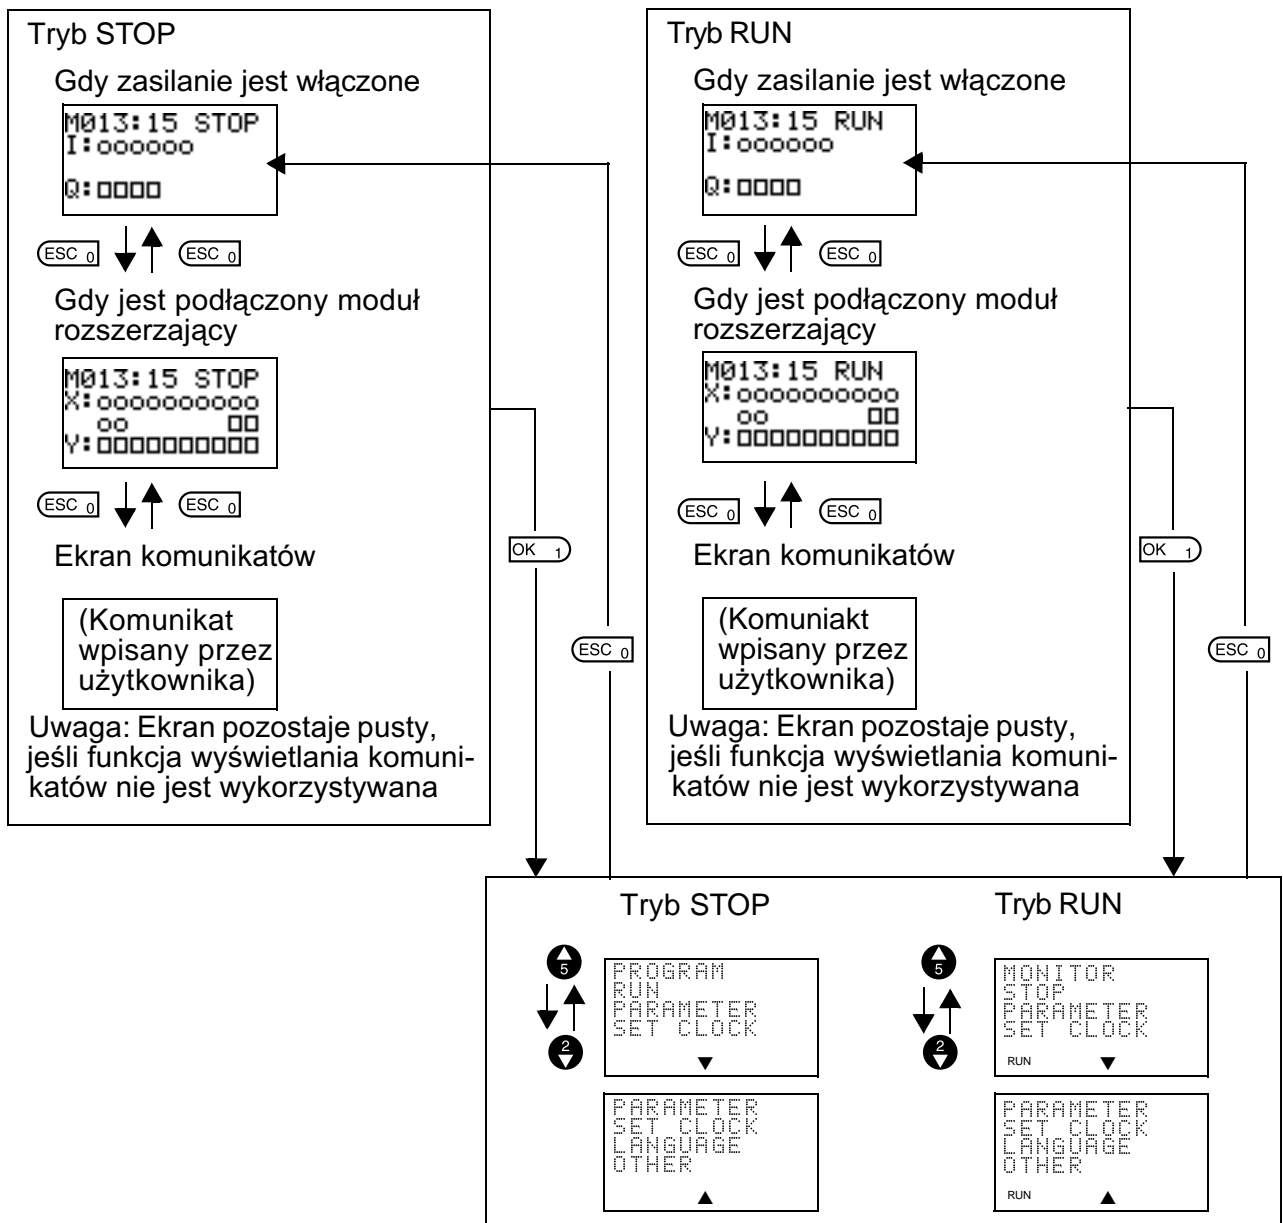 Tryb STOP
Gdy zasilanie jest włączone
M013:15 STOP
I:oooooo
Q:□□□□
ESC 0
ESC 0
Gdy jest podłączony moduł
rozszerzający
M013:15 STOP
X:oooooooooo
oo □□
Y:□□□□□□□□□□
ESC 0
ESC 0
Ekran komunikatów
(Komunikat
wpisany przez
użytkownika)
Uwaga: Ekran pozostaje pusty,
jeśli funkcja wyświetlania komuni-
katów nie jest wykorzystywana
OK 1
ESC 0
Tryb RUN
Gdy zasilanie jest włączone
M013:15 RUN
I:oooooo
Q:□□□□
ESC 0
ESC 0
Gdy jest podłączony moduł
rozszerzający
M013:15 RUN
X:oooooooooo
oo □□
Y:□□□□□□□□□□
ESC 0
ESC 0
Ekran komunikatów
(Komuniakt
wpisany przez
użytkownika)
Uwaga: Ekran pozostaje pusty,
jeśli funkcja wyświetlania komuni-
katów nie jest wykorzystywana
OK 1
ESC 0
Tryb STOP
5
2
PROGRAM
RUN
PARAMETER
SET CLOCK
PARAMETER
SET CLOCK
LANGUAGE
OTHER
Tryb RUN
5
2
MONITOR
STOP
PARAMETER
SET CLOCK
RUN
PARAMETER
SET CLOCK
LANGUAGE
OTHER
RUN